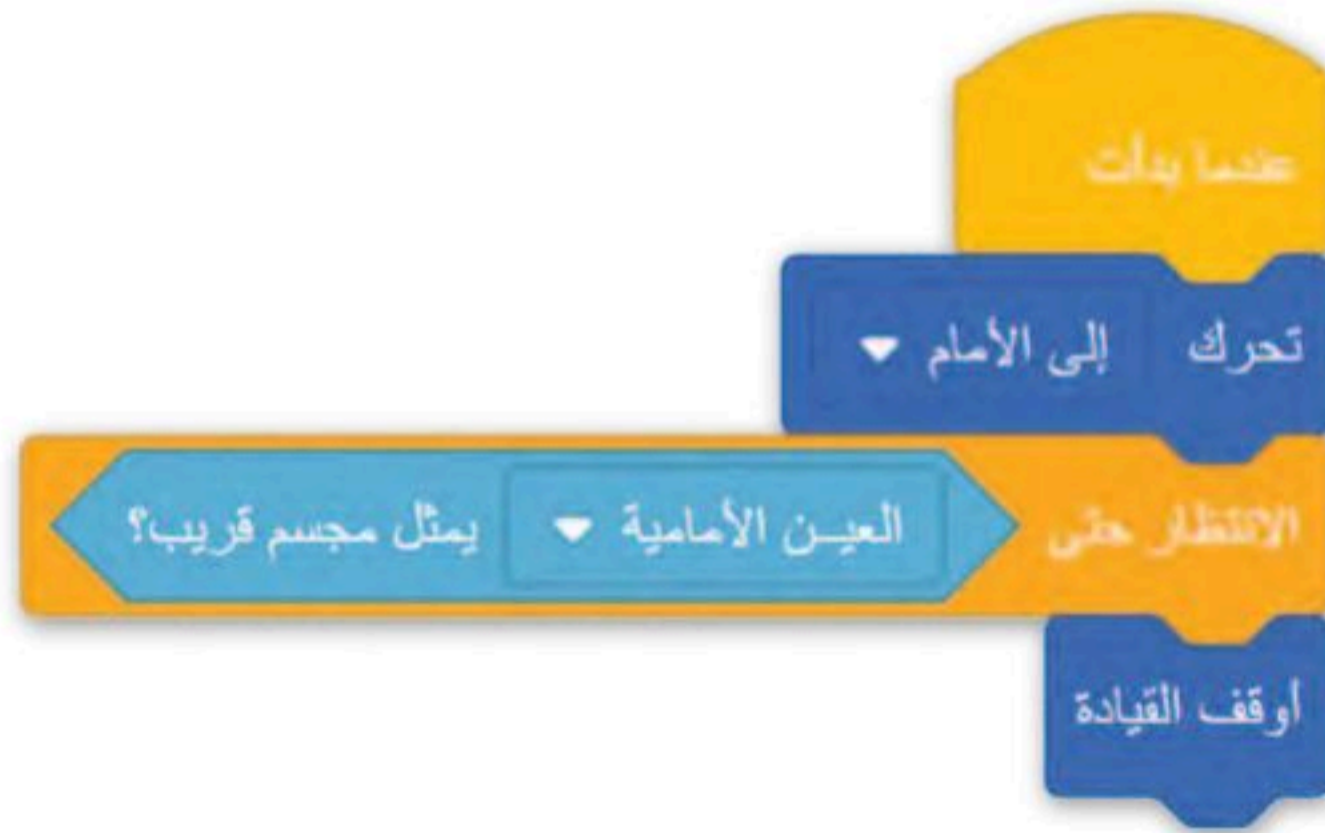 عندما بدأت
تحرك إلى الأمام
الانتظار حتى العين الأمامية يمثل مجسم قريب؟
أوقف القيادة